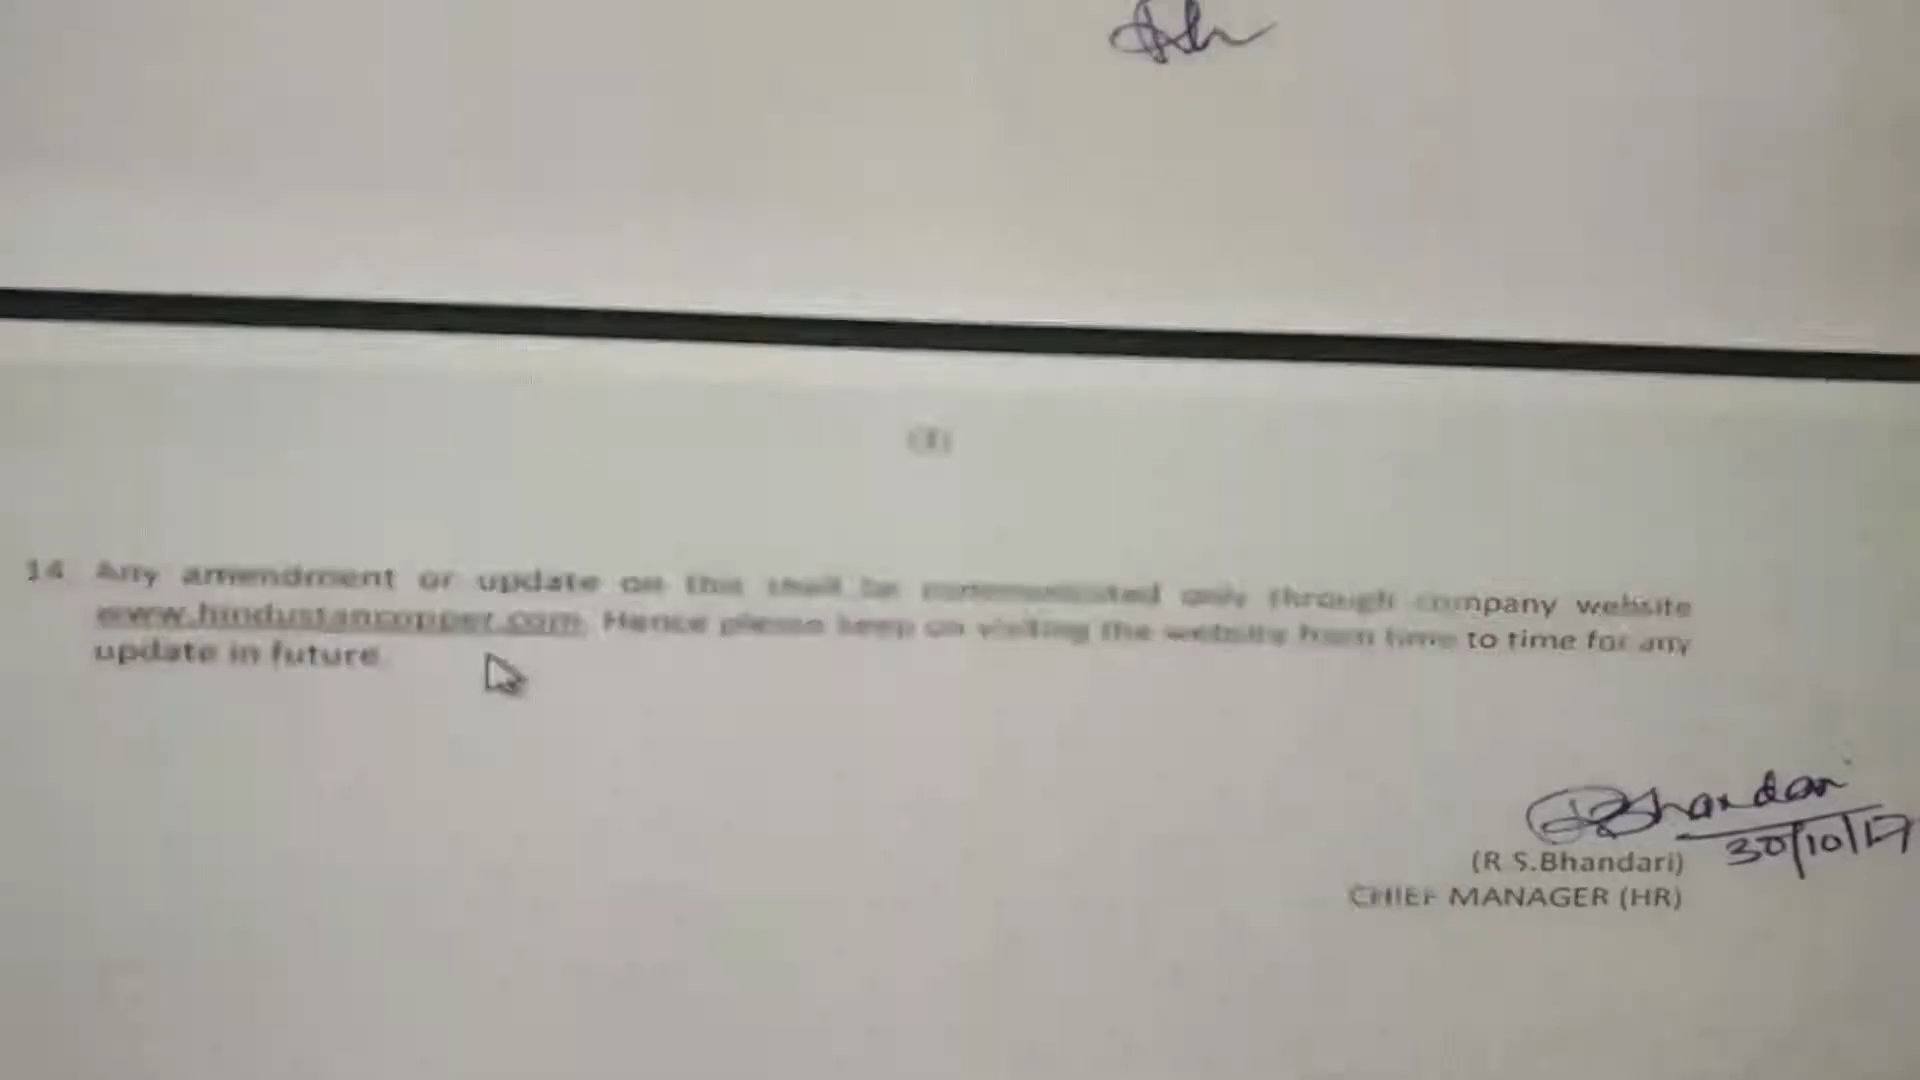 14. Any amendment or update on this shall be communicated only through company website
www.hindustancopper.com. Hence please keep on visiting the website from time to time for any
update in future.
Bhandari
30/10/17
(R.S.Bhandari)
CHIEF MANAGER (HR)